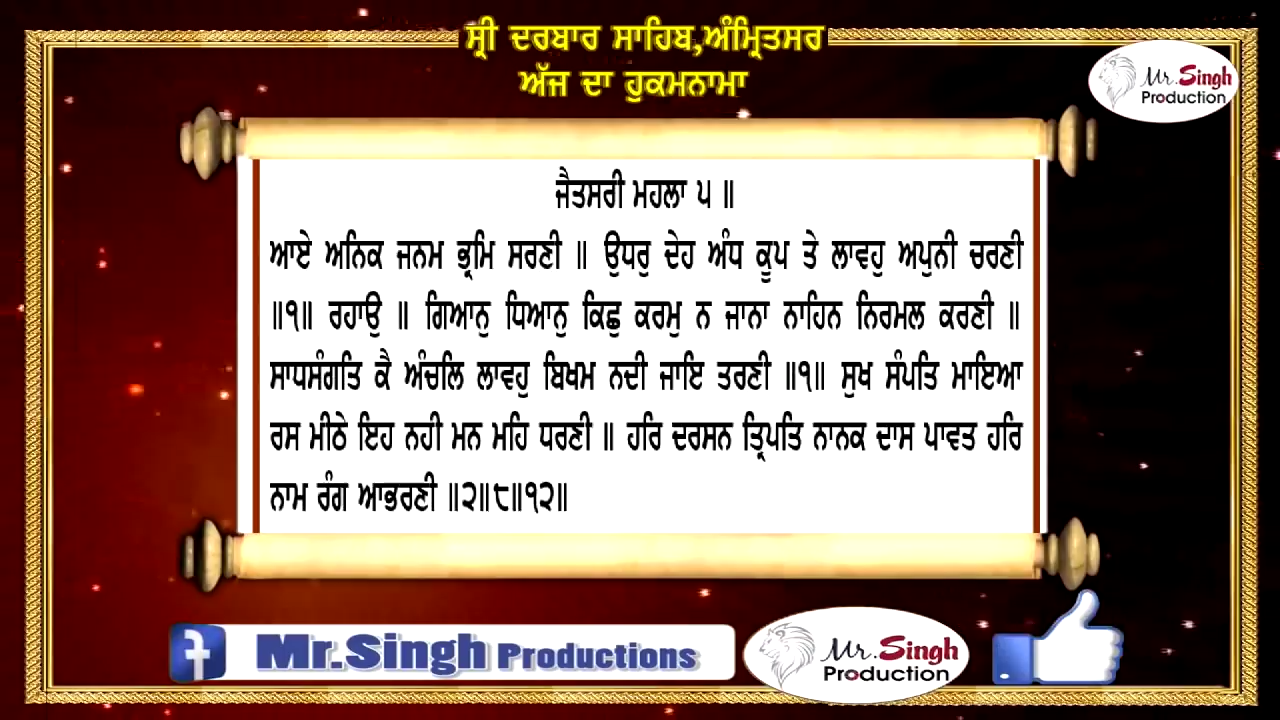 ਸ੍ਰੀ ਦਰਬਾਰ ਸਾਹਿਬ,ਅੰਮ੍ਰਿਤਸਰ
ਅੱਜ ਦਾ ਹੁਕਮਨਾਮਾ
Mr.Singh
Production
ਜੈਤਸਰੀ ਮਹਲਾ ੫ ॥
ਆਏ ਅਨਿਕ ਜਨਮ ਭ੍ਰਮਿ ਸਰਣੀ ॥ ਉਧਰੁ ਦੇਹ ਅੰਧ ਕੂਪ ਤੇ ਲਾਵਹੁ ਅਪੁਨੀ ਚਰਣੀ
॥੧॥ ਰਹਾਉ ॥ ਗਿਆਨੁ ਧਿਆਨੁ ਕਿਛੁ ਕਰਮੁ ਨ ਜਾਨਾ ਨਾਹਿਨ ਨਿਰਮਲ ਕਰਣੀ ॥
ਸਾਧਸੰਗਤਿ ਕੈ ਅੰਚਲਿ ਲਾਵਹੁ ਬਿਖਮ ਨਦੀ ਜਾਇ ਤਰਣੀ ॥੧॥ ਸੁਖ ਸੰਪਤਿ ਮਾਇਆ
ਰਸ ਮੀਠੇ ਇਹ ਨਹੀ ਮਨ ਮਹਿ ਧਰਣੀ ॥ ਹਰਿ ਦਰਸਨ ਤ੍ਰਿਪਤਿ ਨਾਨਕ ਦਾਸ ਪਾਵਤ ਹਰਿ
ਨਾਮ ਰੰਗ ਆਭਰਣੀ ॥੨॥੮॥੧੨॥
f Mr.Singh Productions
Mr.Singh
Production